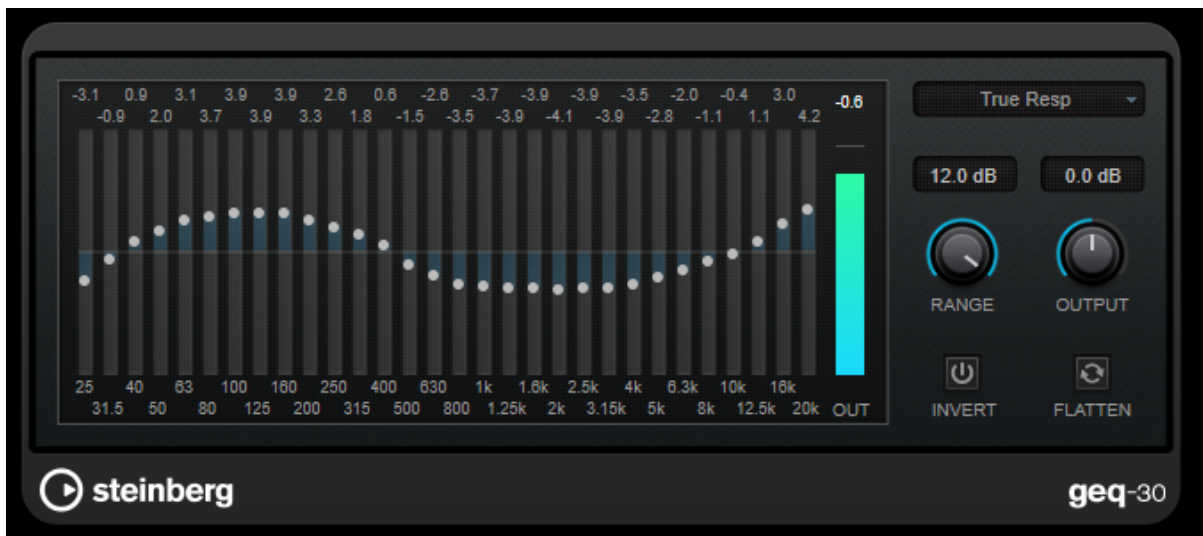 -3.1 0.9 3.1 3.9 3.9 2.6 0.6 -2.6 -3.7 -3.9 -3.9 -3.5 -2.0 -0.4 3.0 -0.6
-0.9 2.0 3.7 3.9 3.3 1.8 -1.5 -3.5 -3.9 -4.1 -3.9 -2.8 -1.1 1.1 4.2
True Resp
12.0 dB 0.0 dB
RANGE OUTPUT
25 40 63 100 160 250 400 630 1k 1.6k 2.5k 4k 6.3k 10k 16k
31.5 50 80 125 200 315 500 800 1.25k 2k 3.15k 5k 8k 12.5k 20k OUT
INVERT FLATTEN
steinberg geq-30